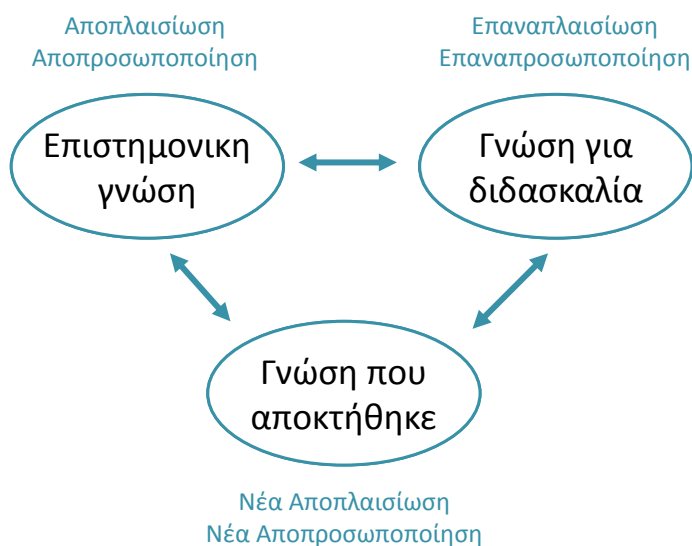 Αποπλαισίωση
Αποπροσωποποίηση
Επαναπλαισίωση
Επαναπροσωποποίηση
Επιστημονικη
γνώση
Γνώση για
διδασκαλία
Γνώση που
αποκτήθηκε
Νέα Αποπλαισίωση
Νέα Αποπροσωποποίηση